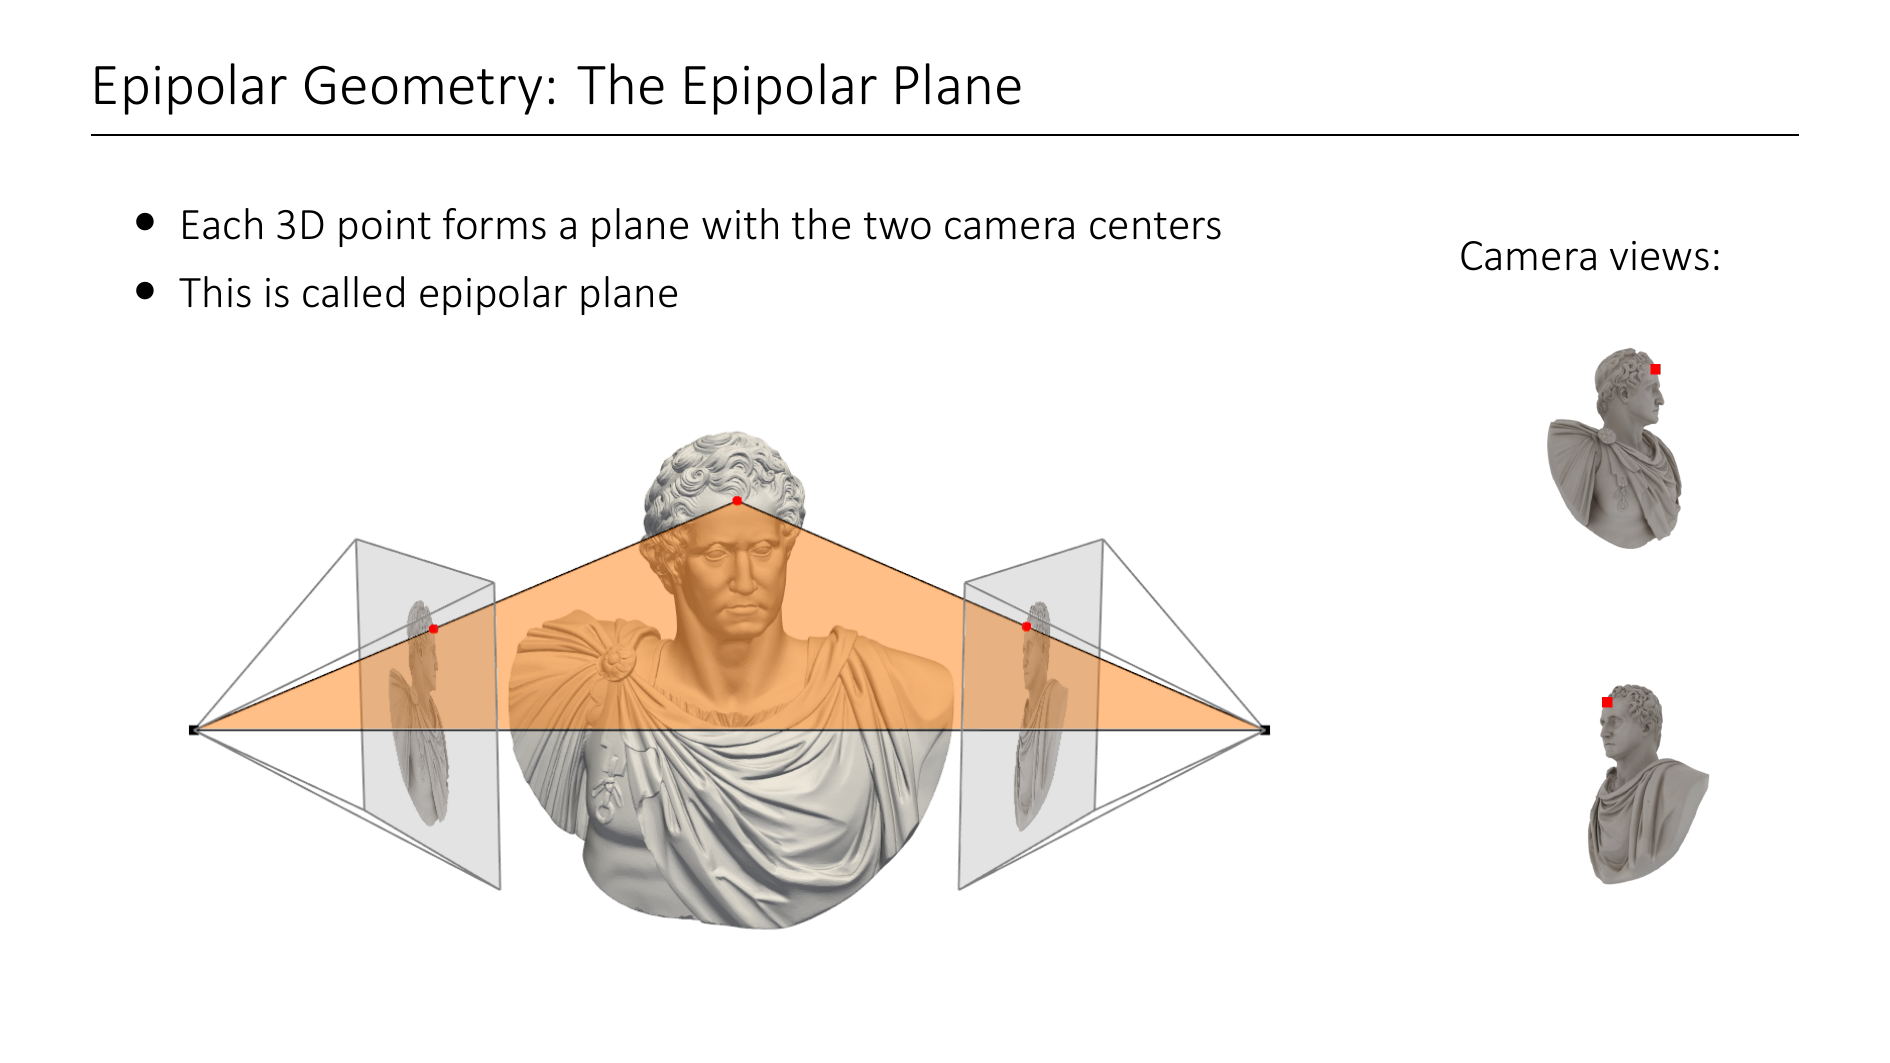 Epipolar Geometry: The Epipolar Plane
● Each 3D point forms a plane with the two camera centers
● This is called epipolar plane
Camera views: